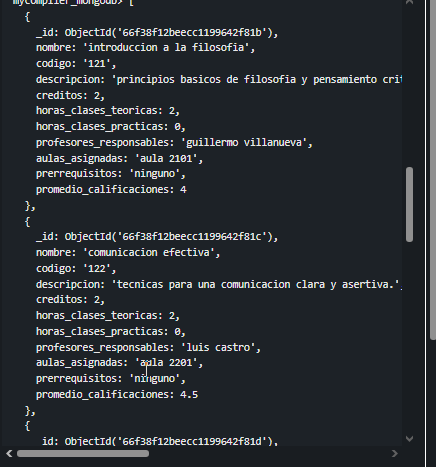 mycompiler_mongodb> [
{
_id: ObjectId('66f38f12beecc1199642f81b'),
nombre: 'introduccion a la filosofia',
codigo: '121',
descripcion: 'principios basicos de filosofia y pensamiento crit
creditos: 2,
horas_clases_teoricas: 2,
horas_clases_practicas: 0,
profesores_responsables: 'guillermo villanueva',
aulas_asignadas: 'aula 2101',
prerrequisitos: 'ninguno',
promedio_calificaciones: 4
},
{
_id: ObjectId('66f38f12beecc1199642f81c'),
nombre: 'comunicacion efectiva',
codigo: '122',
descripcion: 'tecnicas para una comunicacion clara y asertiva.',
creditos: 2,
horas_clases_teoricas: 2,
horas_clases_practicas: 0,
profesores_responsables: 'luis castro',
aulas_asignadas: 'aula 2201',
prerrequisitos: 'ninguno',
promedio_calificaciones: 4.5
},
{
_id: ObjectId('66f38f12beecc1199642f81d'),